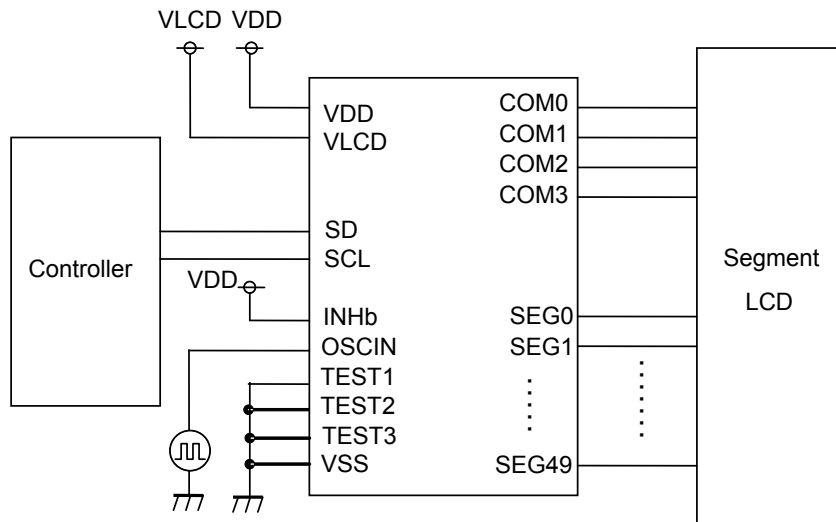 VLCD VDD
VDD
VLCD
SD
SCL
Controller
VDD
INHb
OSCIN
TEST1
TEST2
TEST3
VSS
COM0
COM1
COM2
COM3
SEG0
SEG1
SEG49
Segment
LCD